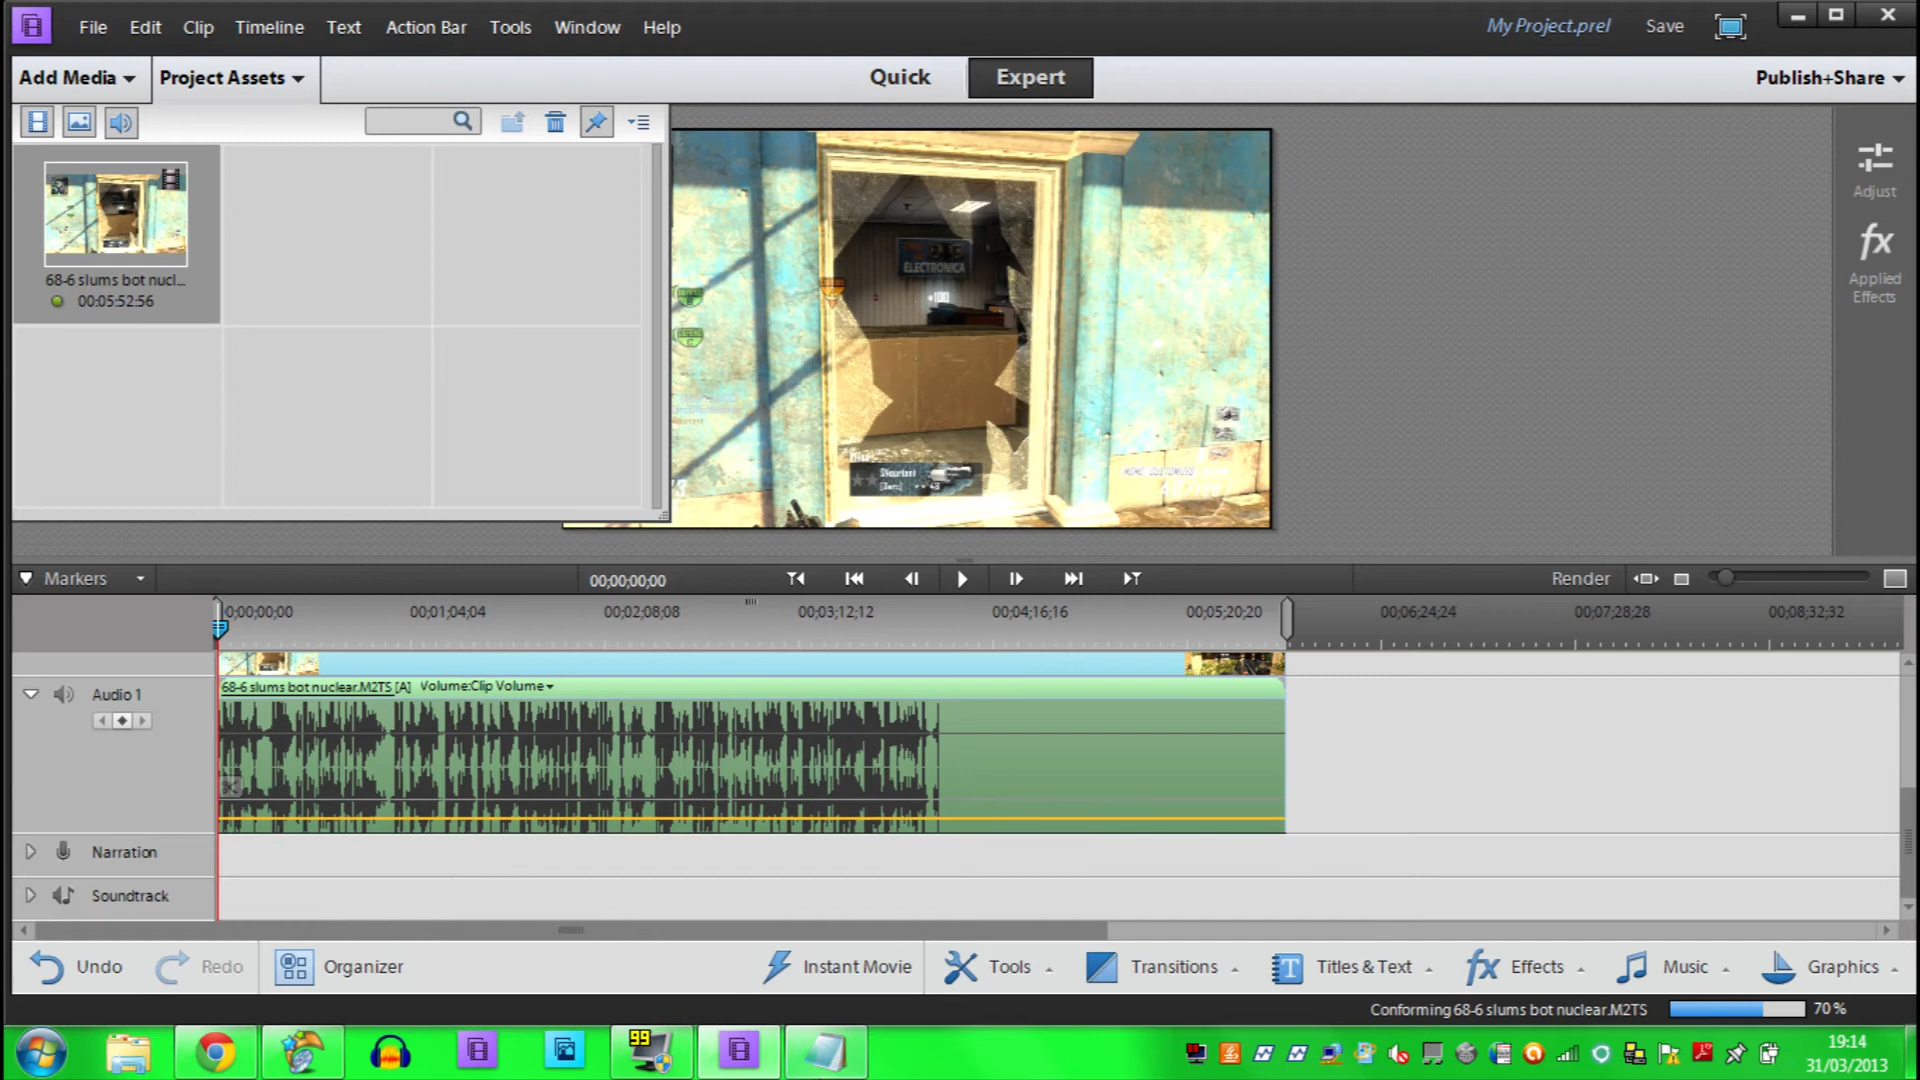 File Edit Clip Timeline Text Action Bar Tools Window Help
My Project.prel Save
Add Media Project Assets
Quick Expert
Publish+Share
Adjust
fx
Applied
Effects
68-6 slums bot nucl...
00:05:52:56
ELECTRONICA
+100
Markers
00;00;00;00
Render
0;00;00;00 00;01;04;04 00;02;08;08 00;03;12;12 00;04;16;16 00;05;20;20 00;06;24;24 00;07;28;28 00;08;32;32
68-6 slums bot nuclear.M2TS [A] Volume:Clip Volume
Audio 1
Narration
Soundtrack
Undo Redo Organizer Instant Movie Tools Transitions Titles & Text fx Effects Music Graphics
Conforming 68-6 slums bot nuclear.M2TS 70%
99
19:14
31/03/2013